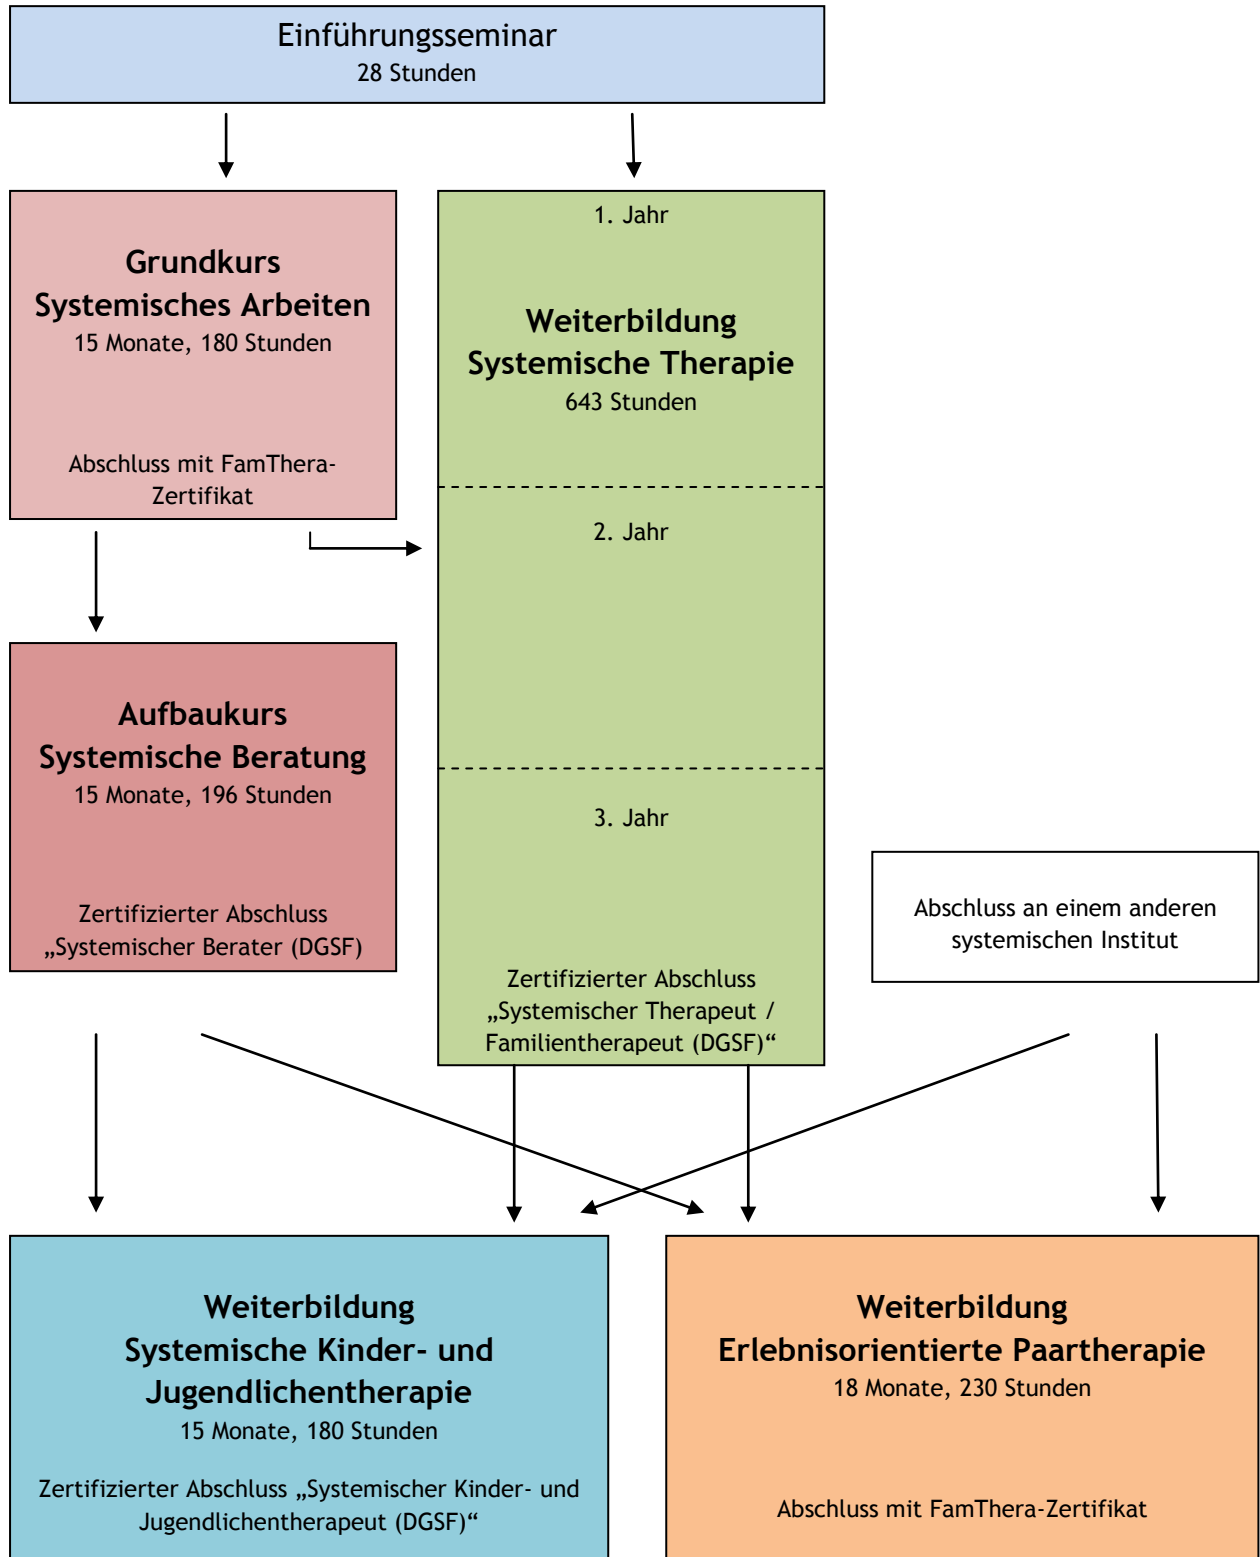 Einführungsseminar
28 Stunden
Grundkurs
Systemisches Arbeiten
15 Monate, 180 Stunden
Abschluss mit FamThera-
Zertifikat
1. Jahr
Weiterbildung
Systemische Therapie
643 Stunden
2. Jahr
3. Jahr
Zertifizierter Abschluss
„Systemischer Therapeut /
Familientherapeut (DGSF)“
Aufbaukurs
Systemische Beratung
15 Monate, 196 Stunden
Zertifizierter Abschluss
„Systemischer Berater (DGSF)
Abschluss an einem anderen
systemischen Institut
Weiterbildung
Systemische Kinder- und
Jugendlichentherapie
15 Monate, 180 Stunden
Zertifizierter Abschluss „Systemischer Kinder- und
Jugendlichentherapeut (DGSF)“
Weiterbildung
Erlebnisorientierte Paartherapie
18 Monate, 230 Stunden
Abschluss mit FamThera-Zertifikat